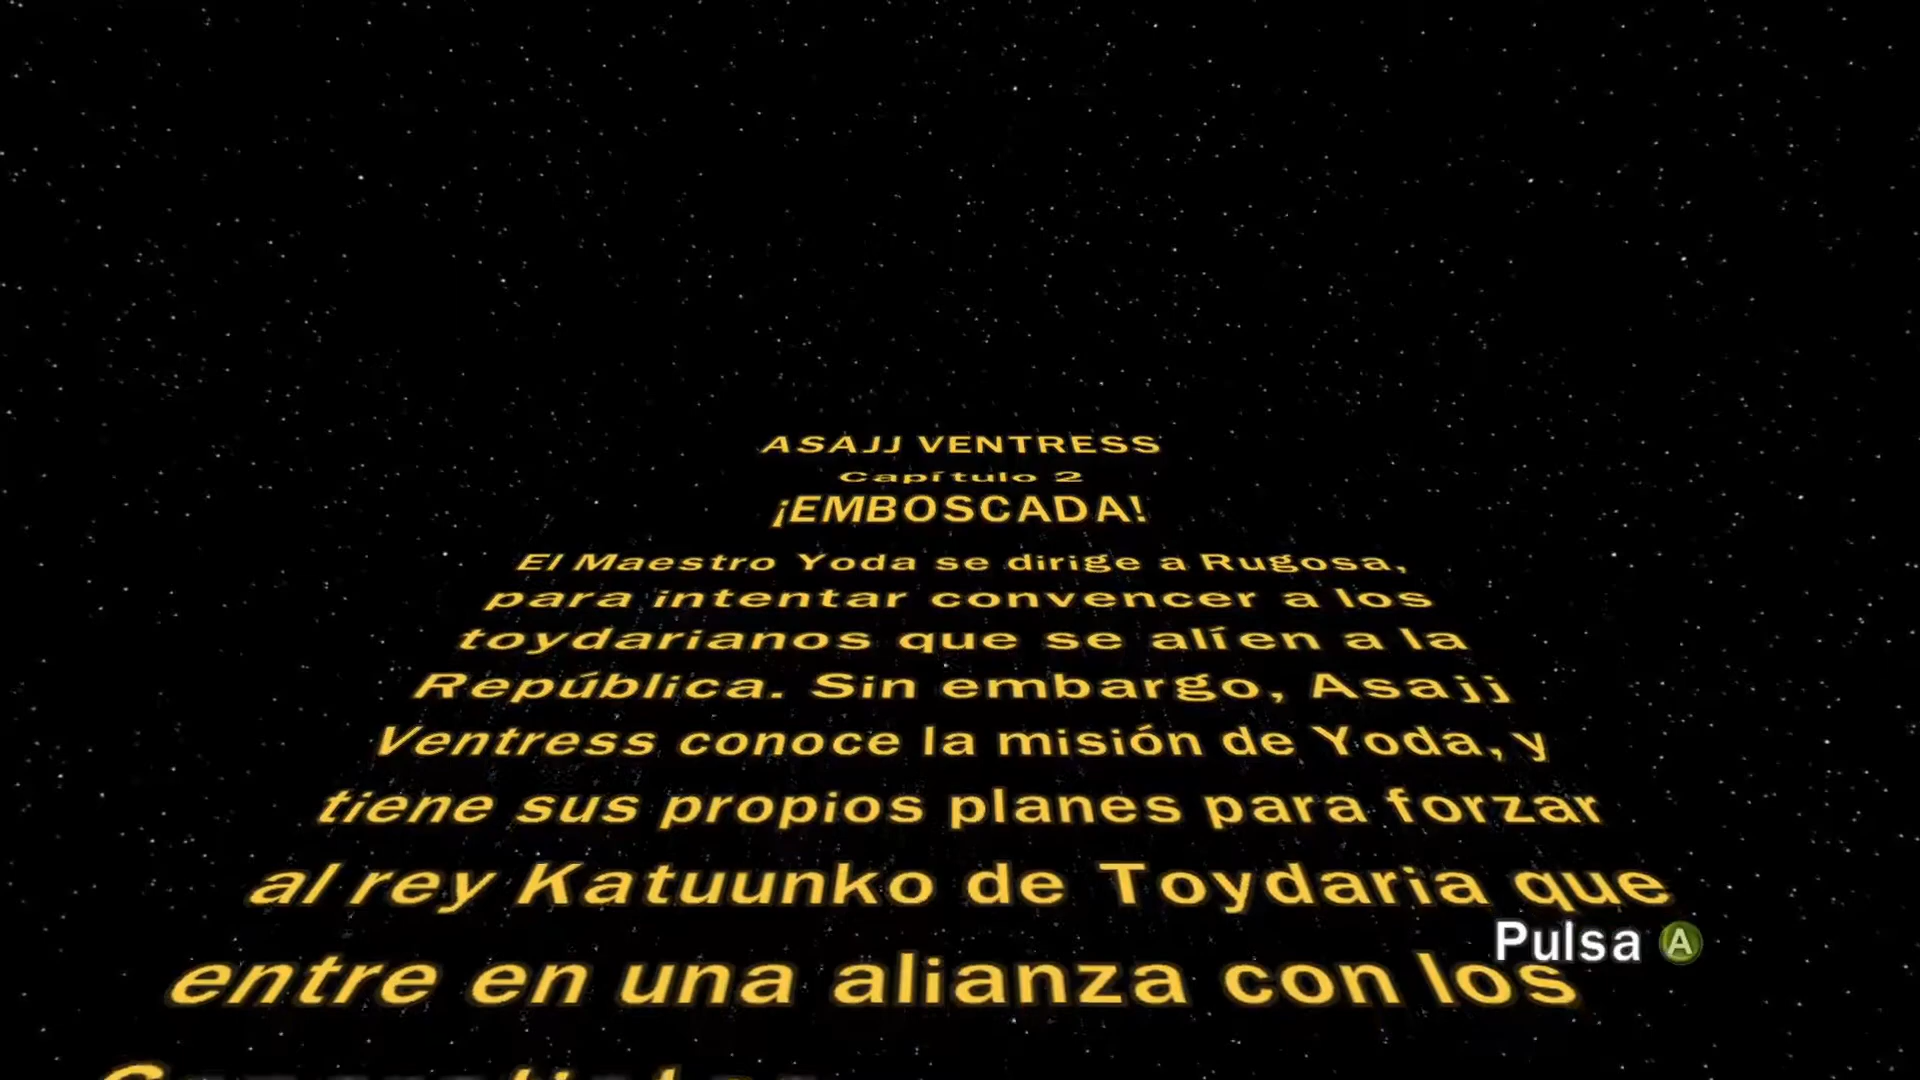 ASAJJ VENTRESS
Capítulo 2
¡EMBOSCADA!
El Maestro Yoda se dirige a Rugosa,
para intentar convencer a los
toydarianos que se alíen a la
República. Sin embargo, Asajj
Ventress conoce la misión de Yoda, y
tiene sus propios planes para forzar
al rey Katuunko de Toydaria que
entre en una alianza con los
Pulsa A